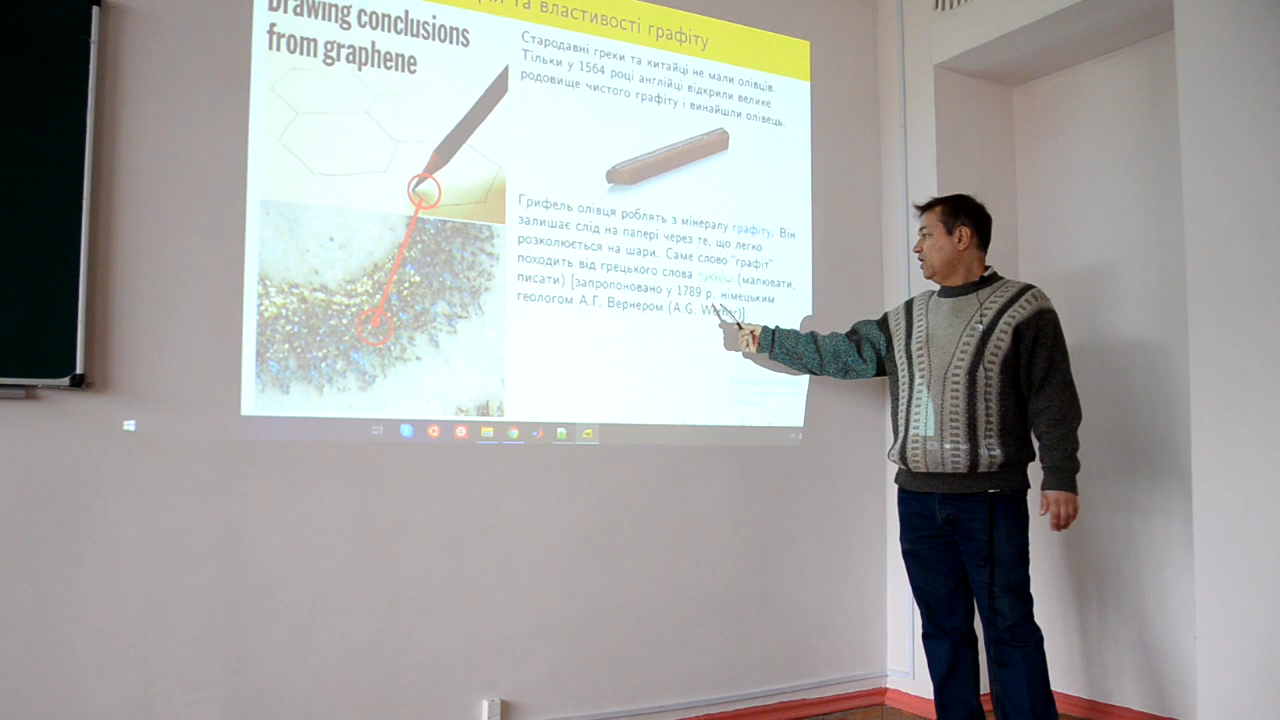 Drawing conclusions
from graphene
та властивості графіту
Стародавні греки та китайці не мали олівців.
Тільки у 1564 році англійці відкрили велике
родовище чистого графіту і винайшли олівець.
Грифель олівця роблять з мінералу графіту. Він
залишає слід на папері через те, що легко
розколюється на шари. Саме слово "графіт"
походить від грецького слова (малювати,
писати) [запропоновано у 1789 р. німецьким
геологом А.Г. Вернером (A.G.